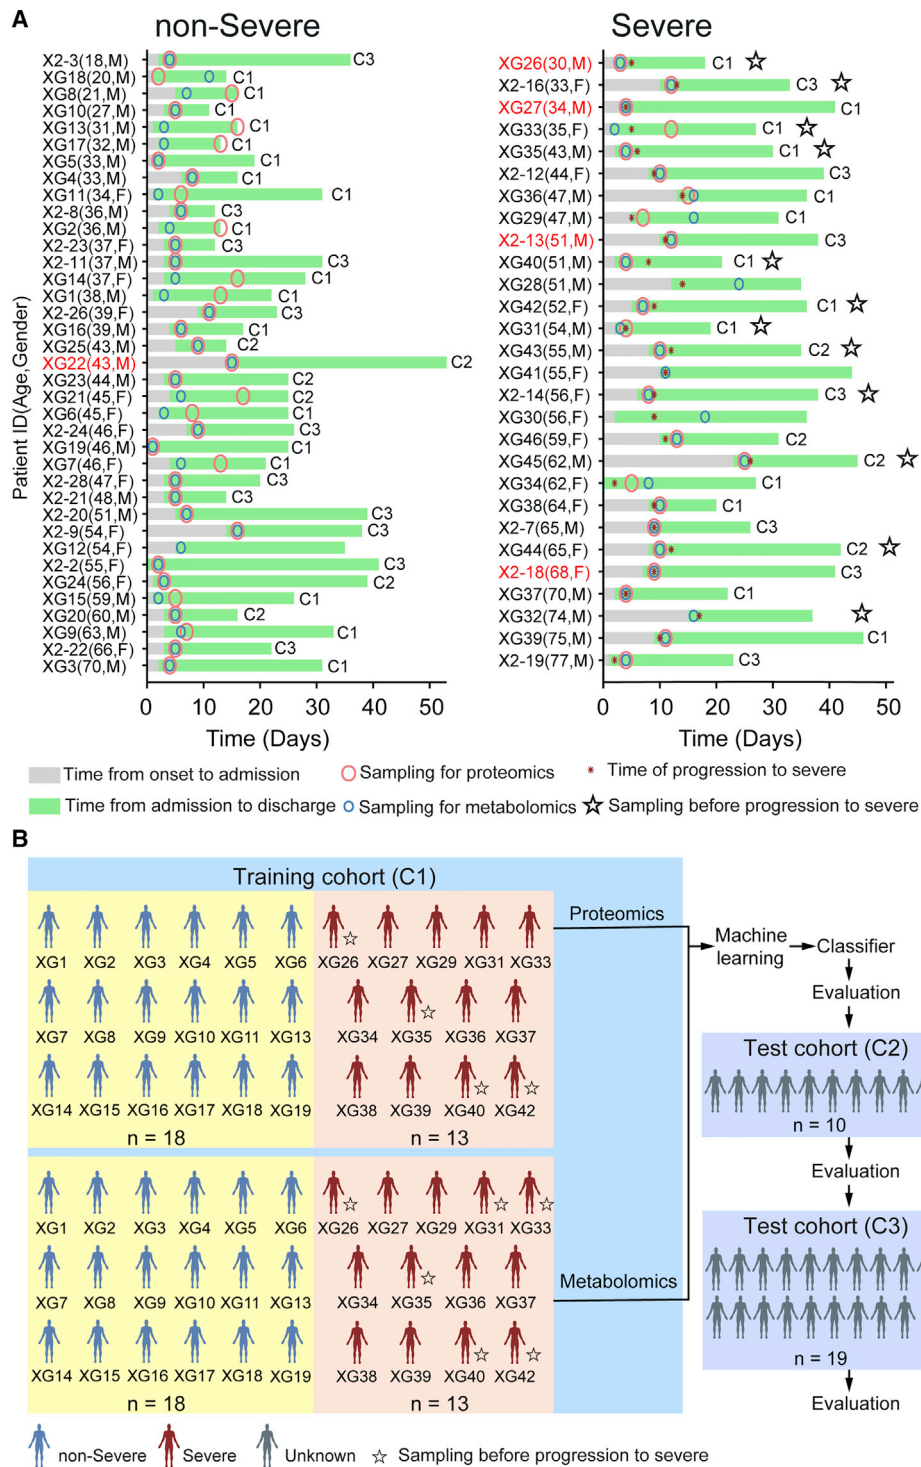 A
non-Severe
Severe
Patient ID(Age,Gender)
X2-3(18,M) C3
XG18(20,M) C1
XG8(21,M) C1
XG10(27,M) C1
XG13(31,M) C1
XG17(32,M) C1
XG5(33,M) C1
XG4(33,M) C1
XG11(34,F) C1
X2-8(36,M) C3
XG2(36,M) C1
X2-23(37,F) C3
X2-11(37,M) C3
XG14(37,F) C1
XG1(38,M) C1
X2-26(39,F) C3
XG16(39,M) C1
XG25(43,M) C2
XG22(43,M) C2
XG23(44,M) C2
XG21(45,F) C2
XG6(45,F) C1
X2-24(46,F) C3
XG19(46,M) C1
XG7(46,F) C1
X2-28(47,F) C3
X2-21(48,M) C3
X2-20(51,M) C3
X2-9(54,F) C3
XG12(54,F)
X2-2(55,F) C3
XG24(56,F) C2
XG15(59,M) C1
XG20(60,M) C2
XG9(63,M) C1
X2-22(66,F) C3
XG3(70,M) C1
0 10 20 30 40 50
Time (Days)
XG26(30,M) C1
X2-16(33,F) C3
XG27(34,M) C1
XG33(35,F) C1
XG35(43,M) C1
X2-12(44,F) C3
XG36(47,M) C1
XG29(47,M) C1
X2-13(51,M) C3
XG40(51,M) C1
XG28(51,M)
XG42(52,F) C1
XG31(54,M) C1
XG43(55,M) C2
XG41(55,F)
X2-14(56,F) C3
XG30(56,F)
XG46(59,F) C2
XG45(62,M) C2
XG34(62,F) C1
XG38(64,F) C1
X2-7(65,M) C3
XG44(65,F) C2
X2-18(68,F) C3
XG37(70,M) C1
XG32(74,M)
XG39(75,M) C1
X2-19(77,M) C3
0 10 20 30 40 50
Time (Days)
Time from onset to admission
Sampling for proteomics
Time of progression to severe
Time from admission to discharge
Sampling for metabolomics
Sampling before progression to severe
B
Training cohort (C1)
XG1 XG2 XG3 XG4 XG5 XG6 XG26 XG27 XG29 XG31 XG33
XG7 XG8 XG9 XG10 XG11 XG13 XG34 XG35 XG36 XG37
XG14 XG15 XG16 XG17 XG18 XG19 XG38 XG39 XG40 XG42
n = 18 n = 13
XG1 XG2 XG3 XG4 XG5 XG6 XG26 XG27 XG29 XG31 XG33
XG7 XG8 XG9 XG10 XG11 XG13 XG34 XG35 XG36 XG37
XG14 XG15 XG16 XG17 XG18 XG19 XG38 XG39 XG40 XG42
n = 18 n = 13
Proteomics
Metabolomics
Machine
learning
Classifier
Evaluation
Test cohort (C2)
n = 10
Evaluation
Test cohort (C3)
n = 19
Evaluation
non-Severe
Severe
Unknown
Sampling before progression to severe